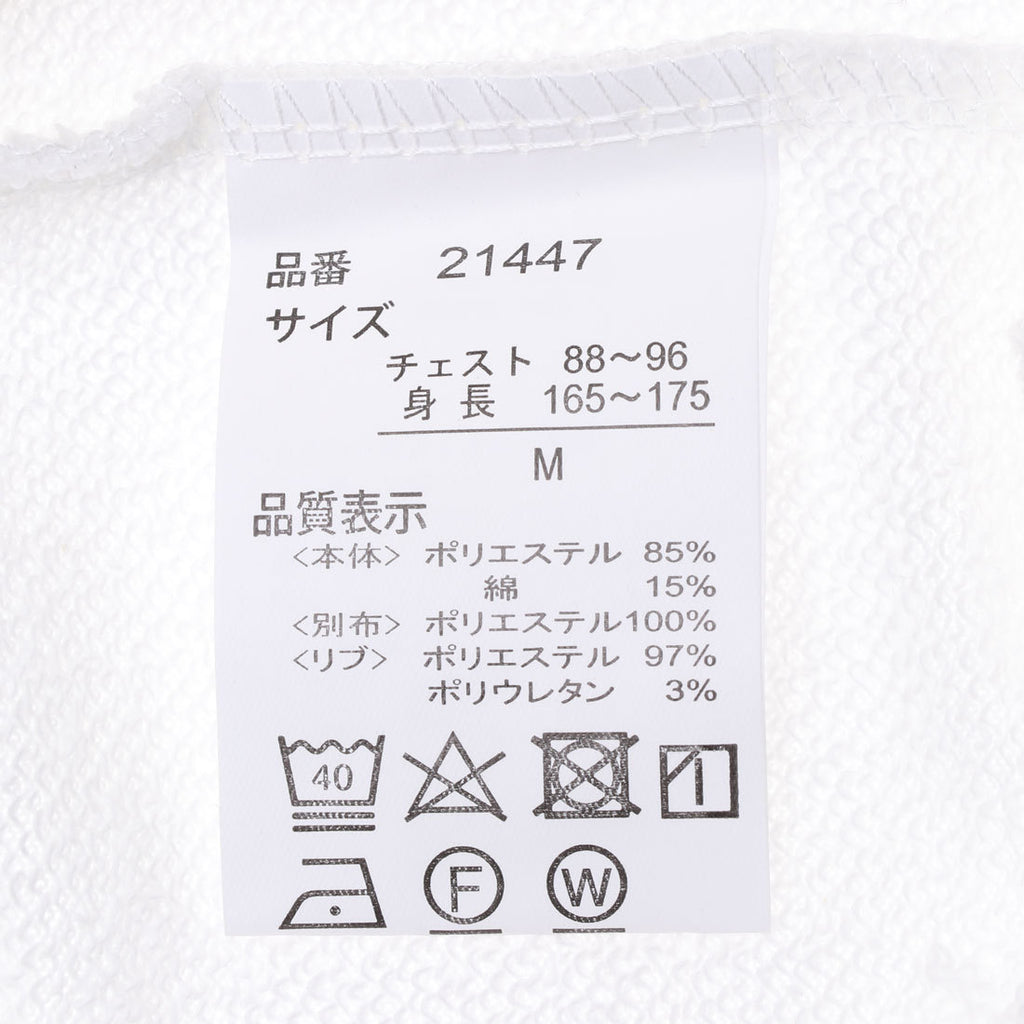 品番 21447
サイズ
チェスト 88～96
身長 165～175
M
品質表示
〈本体〉 ポリエステル 85%
綿 15%
〈別布〉 ポリエステル100%
〈リブ〉 ポリエステル 97%
ポリウレタン 3%
40
F W